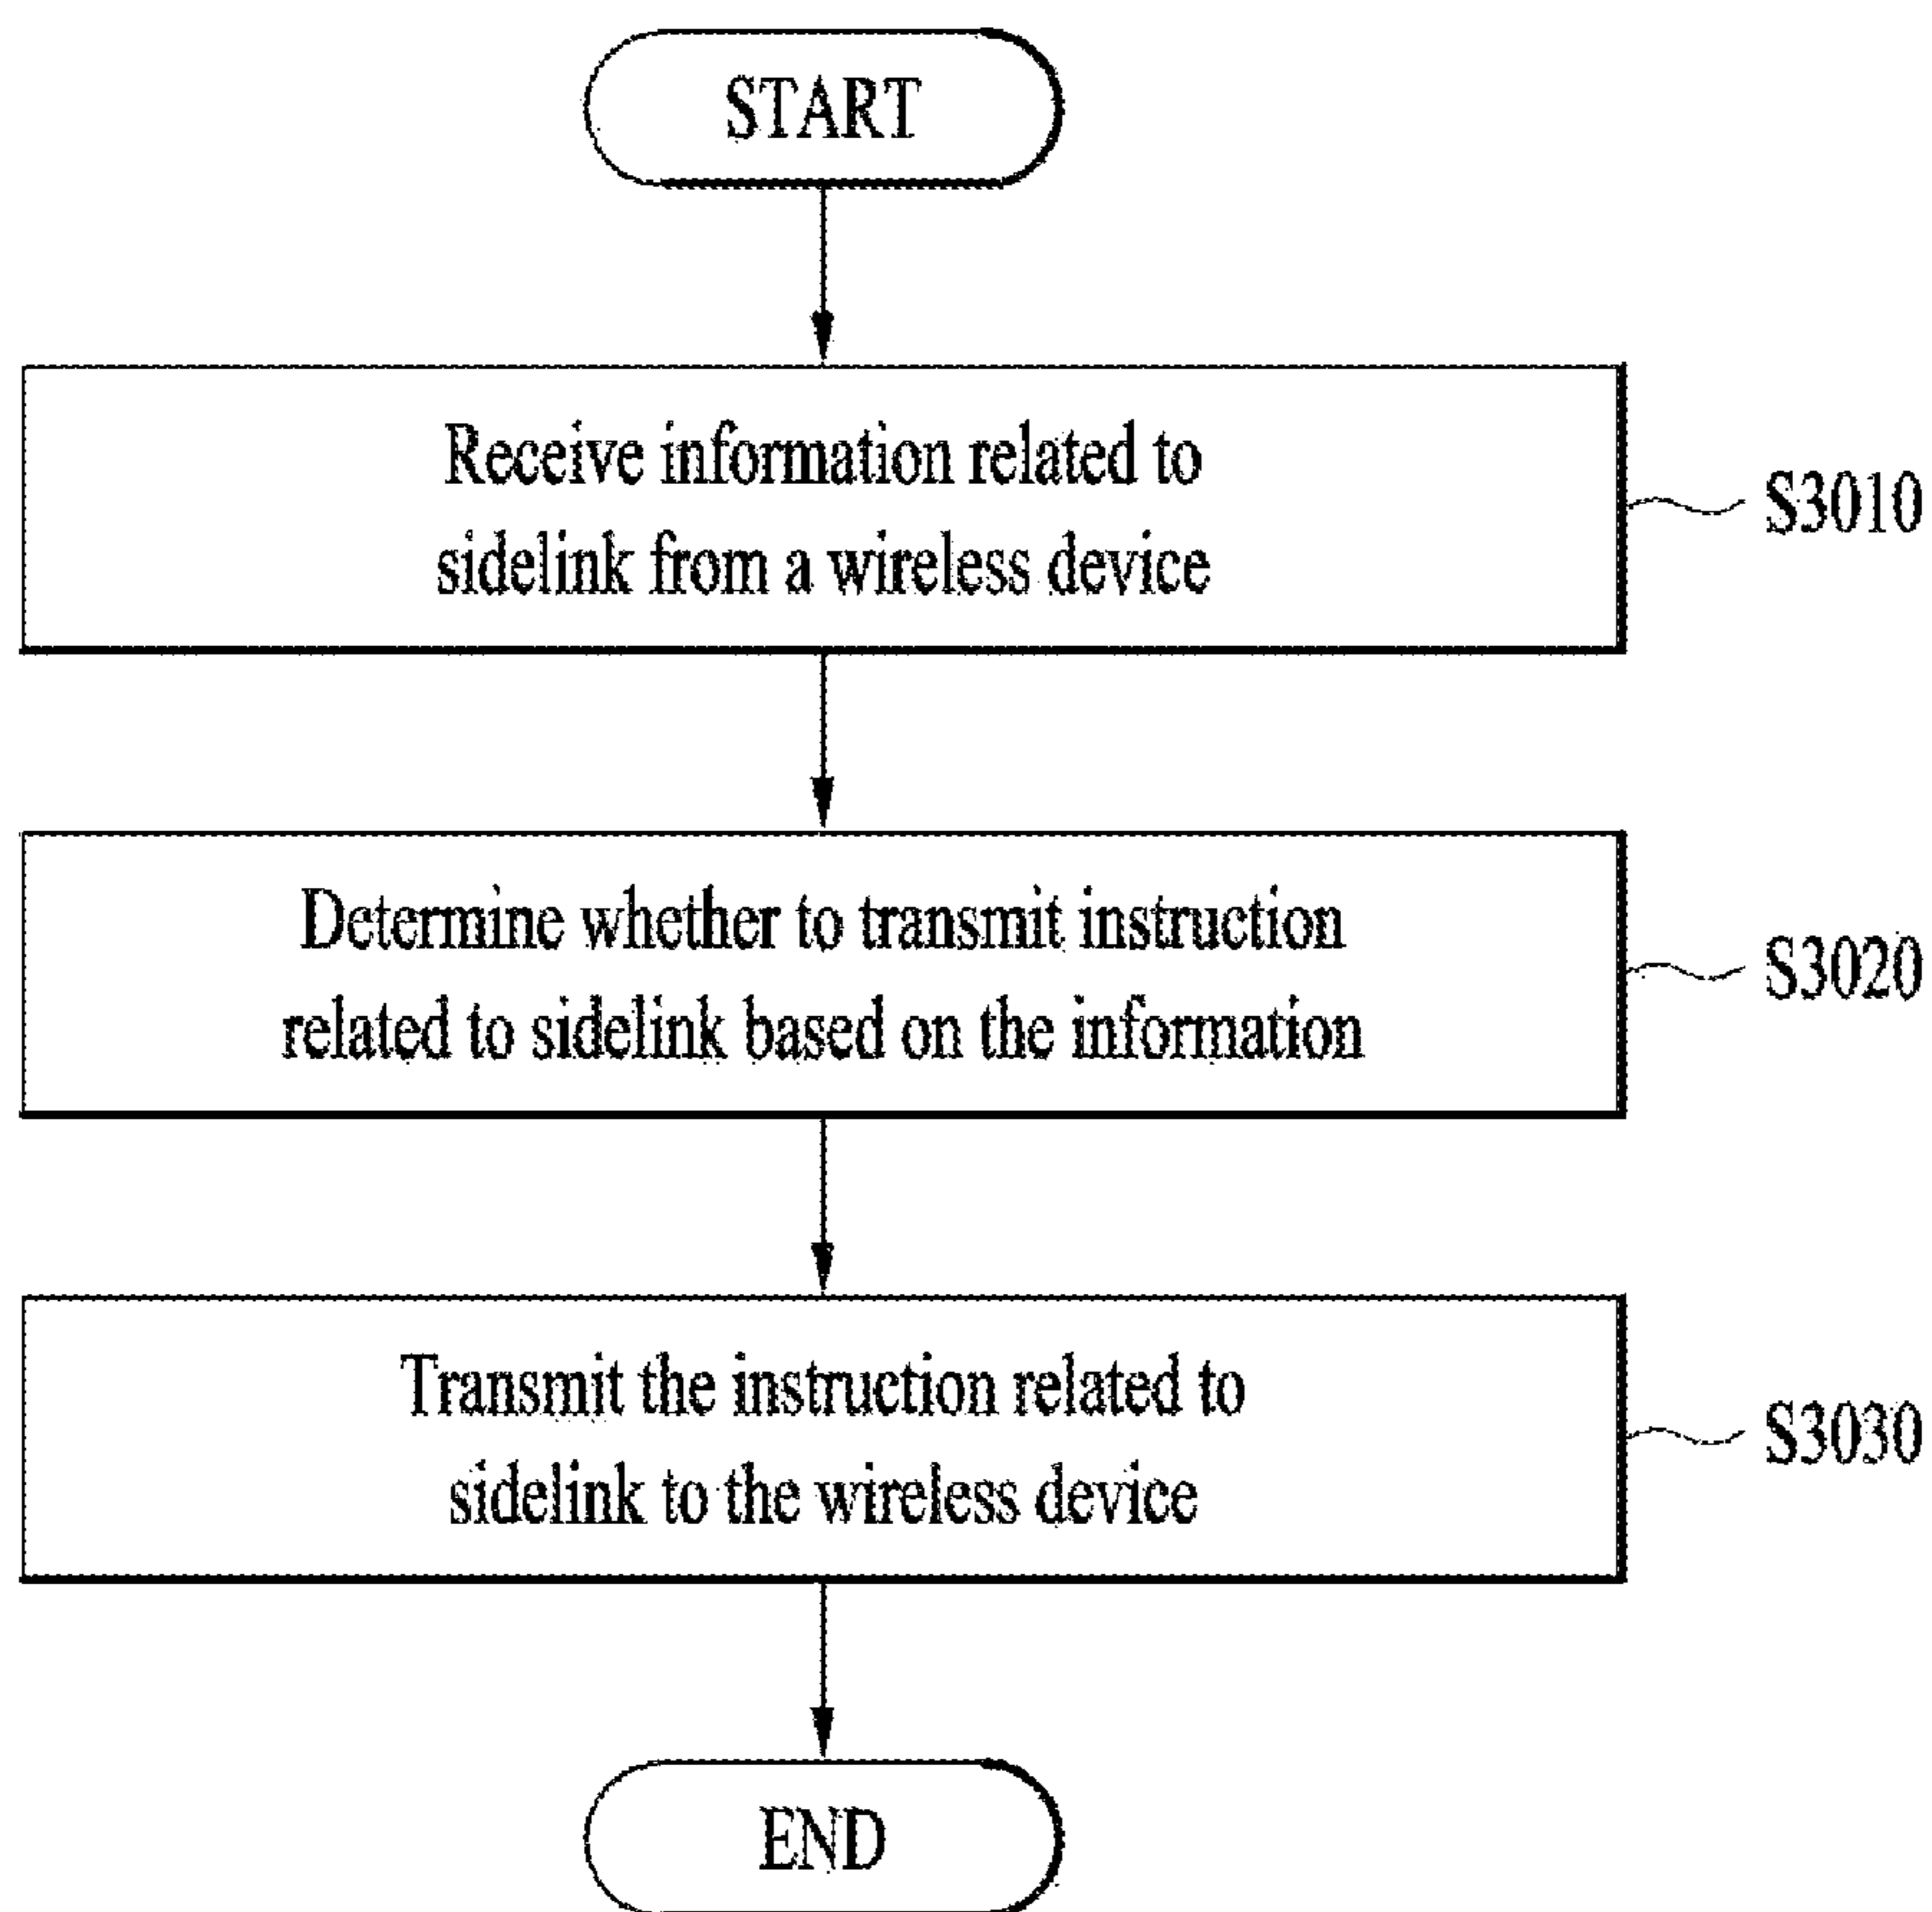 START
Receive information related to
sidelink from a wireless device
S3010
Determine whether to transmit instruction
related to sidelink based on the information
S3020
Transmit the instruction related to
sidelink to the wireless device
S3030
END